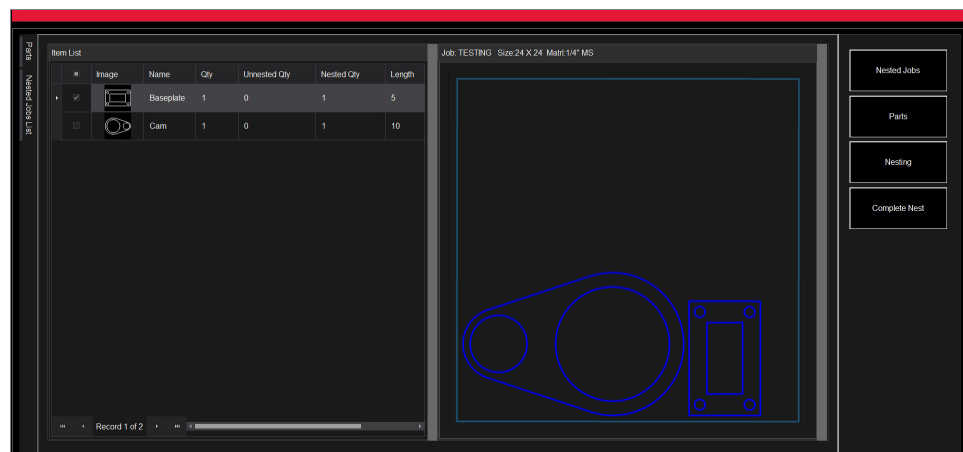 Parts
Nested Jobs List
Item List
Image Name Qty Unnested Qty Nested Qty Length
Baseplate 1 0 1 5
Cam 1 0 1 10
Record 1 of 2
Job: TESTING Size:24 X 24 Matrl:1/4" MS
Nested Jobs
Parts
Nesting
Complete Nest